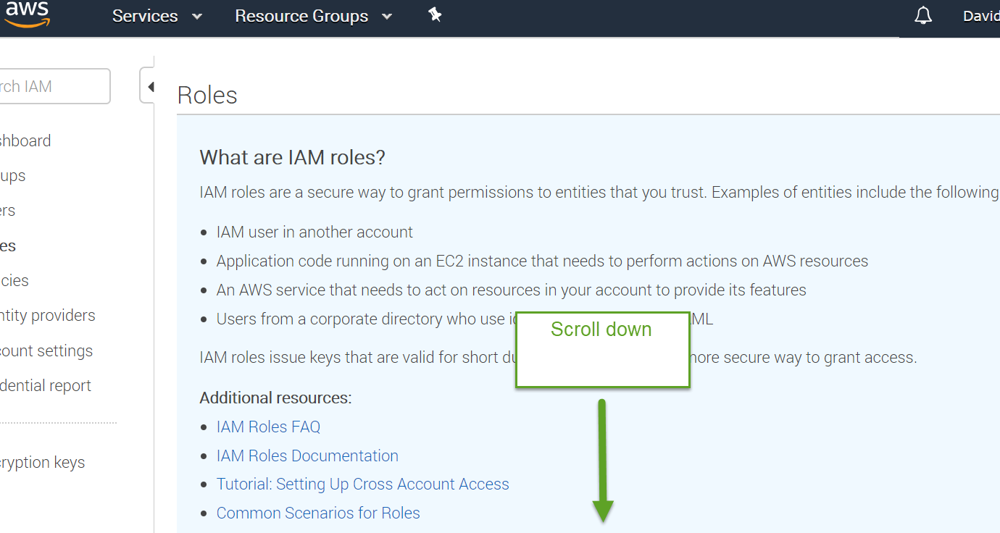 aws
Services
Resource Groups
David
rch IAM
Roles
shboard
ups
ers
es
cies
ntity providers
count settings
dential report
cryption keys
What are IAM roles?
IAM roles are a secure way to grant permissions to entities that you trust. Examples of entities include the following
IAM user in another account
Application code running on an EC2 instance that needs to perform actions on AWS resources
An AWS service that needs to act on resources in your account to provide its features
Users from a corporate directory who use id
ML
Scroll down
IAM roles issue keys that are valid for short du
more secure way to grant access.
Additional resources:
IAM Roles FAQ
IAM Roles Documentation
Tutorial: Setting Up Cross Account Access
Common Scenarios for Roles